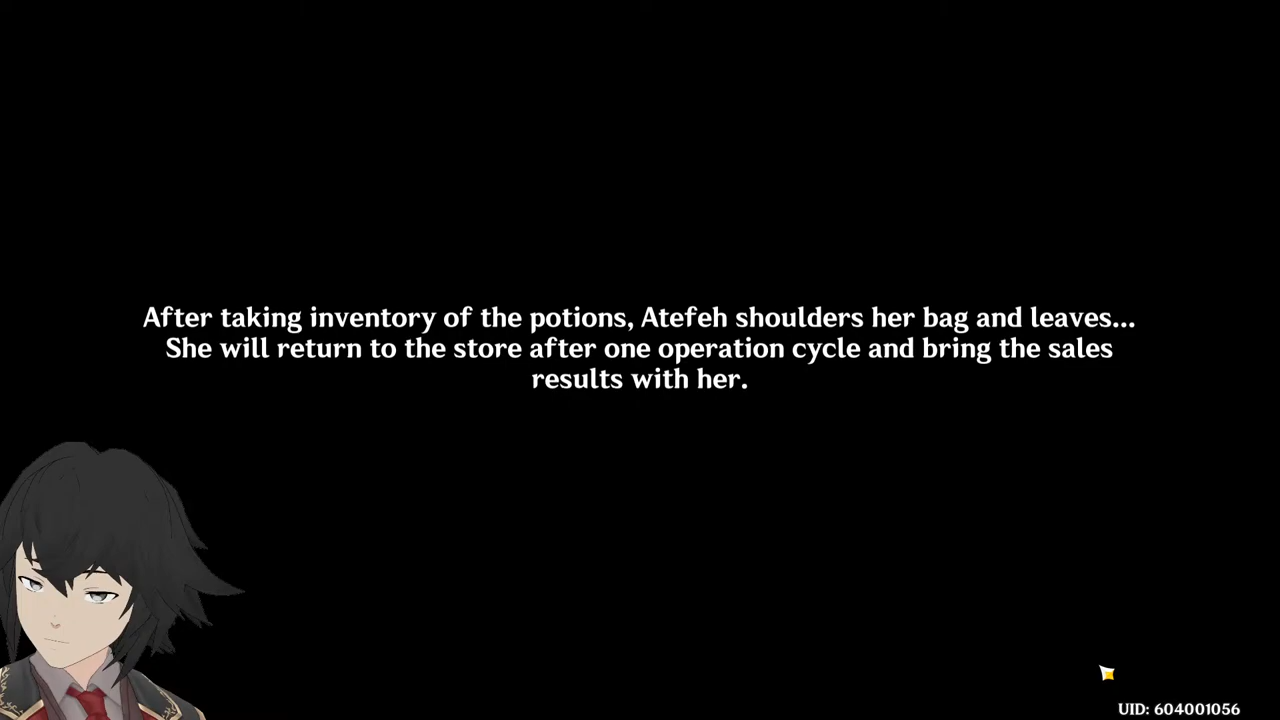 After taking inventory of the potions, Atefeh shoulders her bag and leaves...
She will return to the store after one operation cycle and bring the sales
results with her.
UID: 604001056